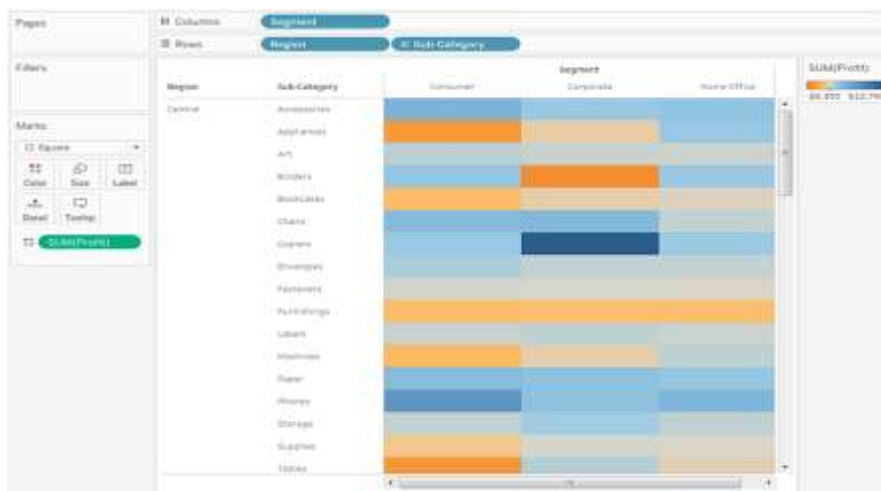 Pages
Columns Segment
Rows Region Sub-Category
Filters
Segment
SUM(Profit)
Region Sub-Category Consumer Corporate Home Office
Central Accessories
Marks
Appliances
Square
Art
Color Size Label
Binders
Bookcases
Detail Tooltip
Chairs
SUM(Profit)
Copiers
Envelopes
Fasteners
Furnishings
Labels
Machines
Paper
Phones
Storage
Supplies
Tables